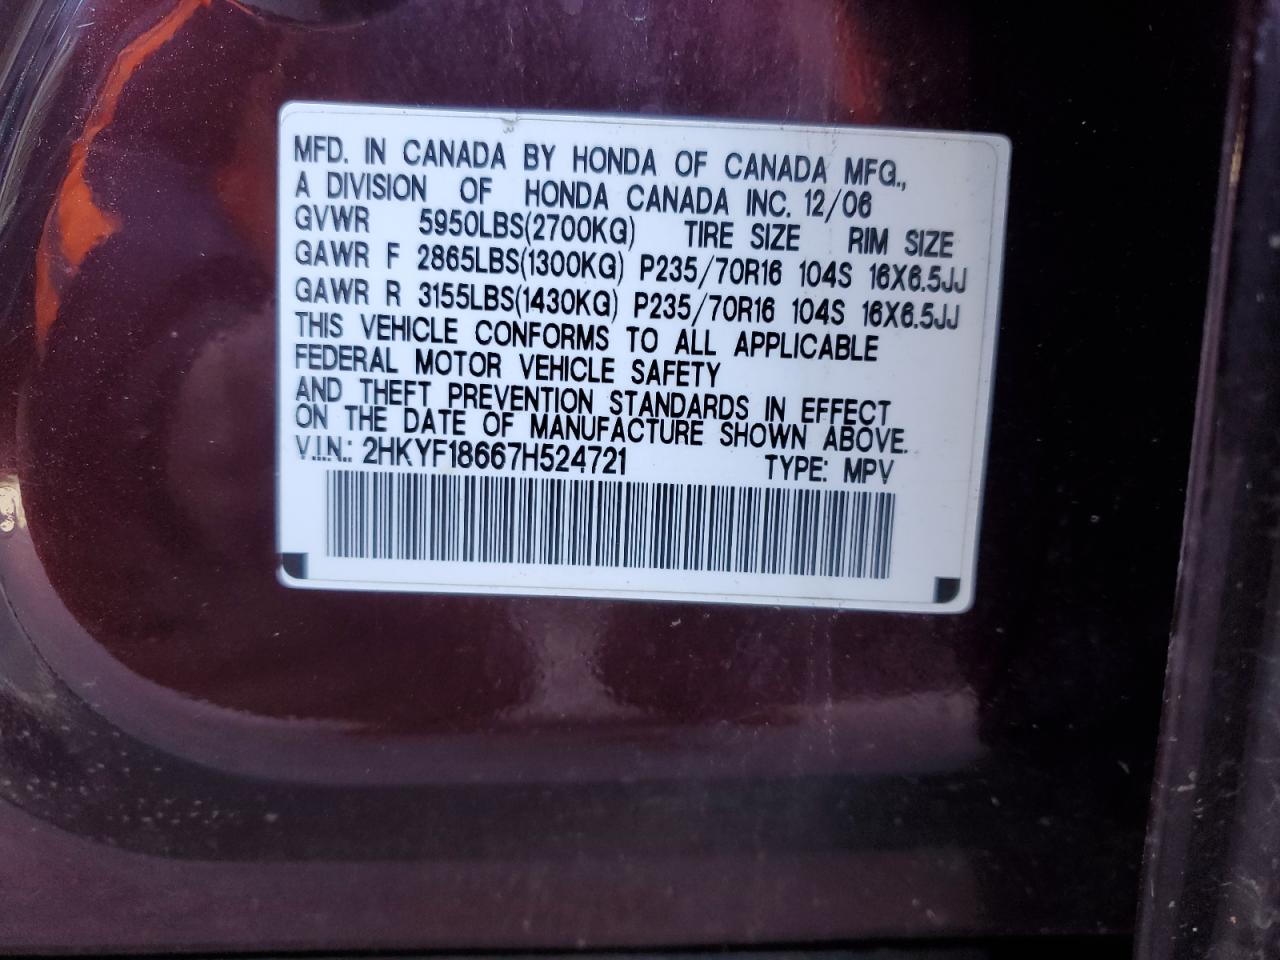 MFD. IN CANADA BY HONDA OF CANADA MFG.,
A DIVISION OF HONDA CANADA INC. 12/06
GVWR 5950LBS(2700KG) TIRE SIZE RIM SIZE
GAWR F 2865LBS(1300KG) P235/70R16 104S 16X6.5JJ
GAWR R 3155LBS(1430KG) P235/70R16 104S 16X6.5JJ
THIS VEHICLE CONFORMS TO ALL APPLICABLE
FEDERAL MOTOR VEHICLE SAFETY
AND THEFT PREVENTION STANDARDS IN EFFECT
ON THE DATE OF MANUFACTURE SHOWN ABOVE.
V.I.N.: 2HKYF18667H524721 TYPE: MPV